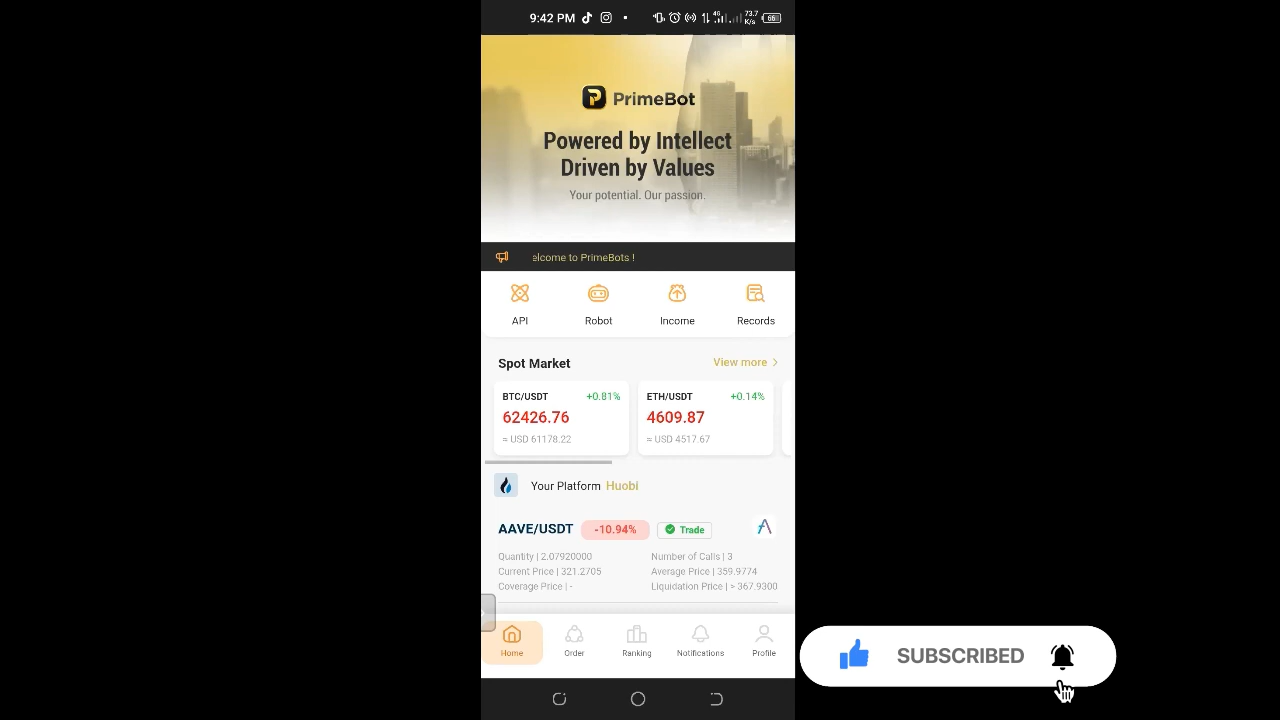 9:42 PM
4G
73.7
K/s
66
PrimeBot
Powered by Intellect
Driven by Values
Your potential. Our passion.
elcome to PrimeBots !
API
Robot
Income
Records
Spot Market
View more
BTC/USDT
+0.81%
62426.76
≈ USD 61178.22
ETH/USDT
+0.14%
4609.87
≈ USD 4517.67
Your Platform Huobi
AAVE/USDT
-10.94%
Trade
Quantity | 2.07920000
Number of Calls | 3
Current Price | 321.2705
Average Price | 359.9774
Coverage Price | -
Liquidation Price | > 367.9300
Home
Order
Ranking
Notifications
Profile
SUBSCRIBED